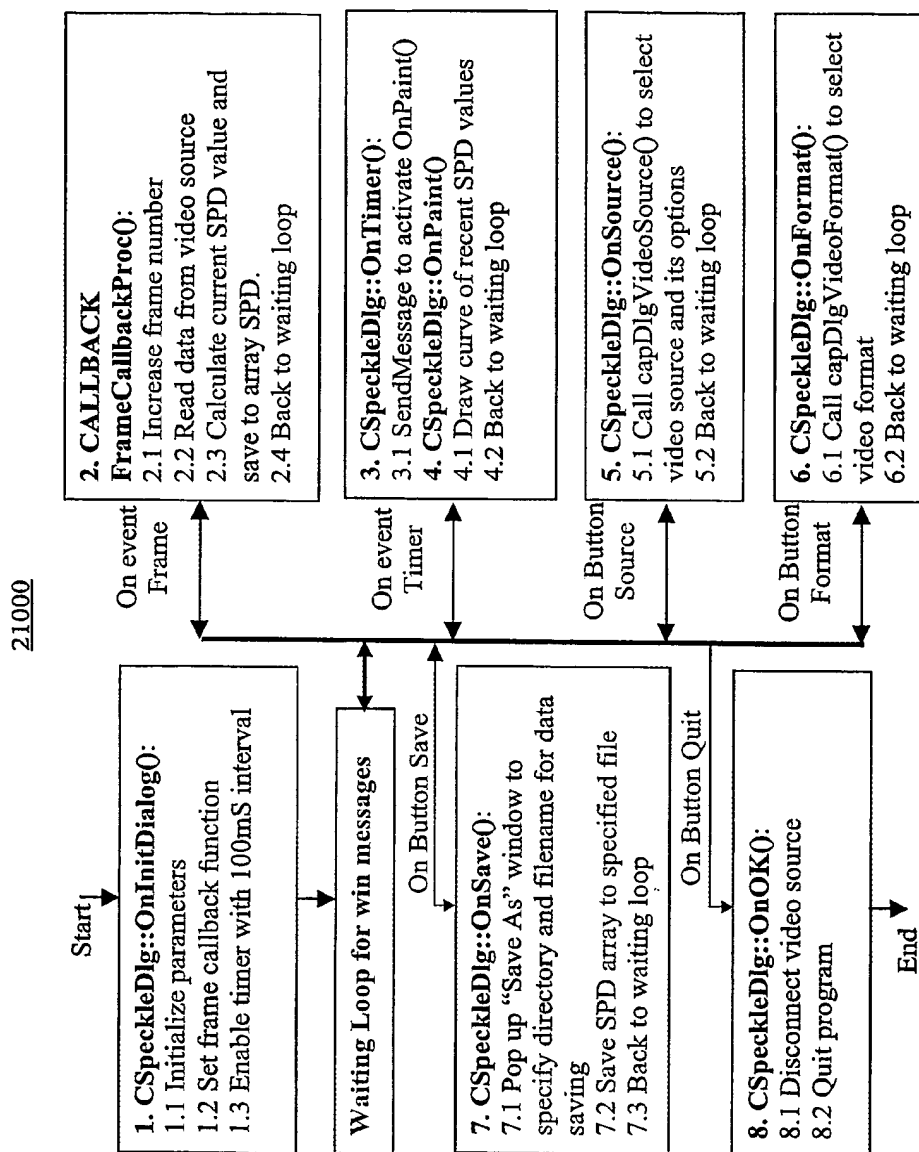 21000
Start
1. CSpeckleDlg::OnInitDialog():
1.1 Initialize parameters
1.2 Set frame callback function
1.3 Enable timer with 100mS interval
Waiting Loop for win messages
On Button Save
7. CSpeckleDlg::OnSave():
7.1 Pop up “Save As” window to
specify directory and filename for data
saving
7.2 Save SPD array to specified file
7.3 Back to waiting loop
On Button Quit
8. CSpeckleDlg::OnOK():
8.1 Disconnect video source
8.2 Quit program
End
On event
Frame
2. CALLBACK
FrameCallbackProc():
2.1 Increase frame number
2.2 Read data from video source
2.3 Calculate current SPD value and
save to array SPD.
2.4 Back to waiting loop
On event
Timer
3. CSpeckleDlg::OnTimer():
3.1 SendMessage to activate OnPaint()
4. CSpeckleDlg::OnPaint()
4.1 Draw curve of recent SPD values
4.2 Back to waiting loop
On Button
Source
5. CSpeckleDlg::OnSource():
5.1 Call capDlgVideoSource() to select
video source and its options
5.2 Back to waiting loop
On Button
Format
6. CSpeckleDlg::OnFormat():
6.1 Call capDlgVideoFormat() to select
video format
6.2 Back to waiting loop